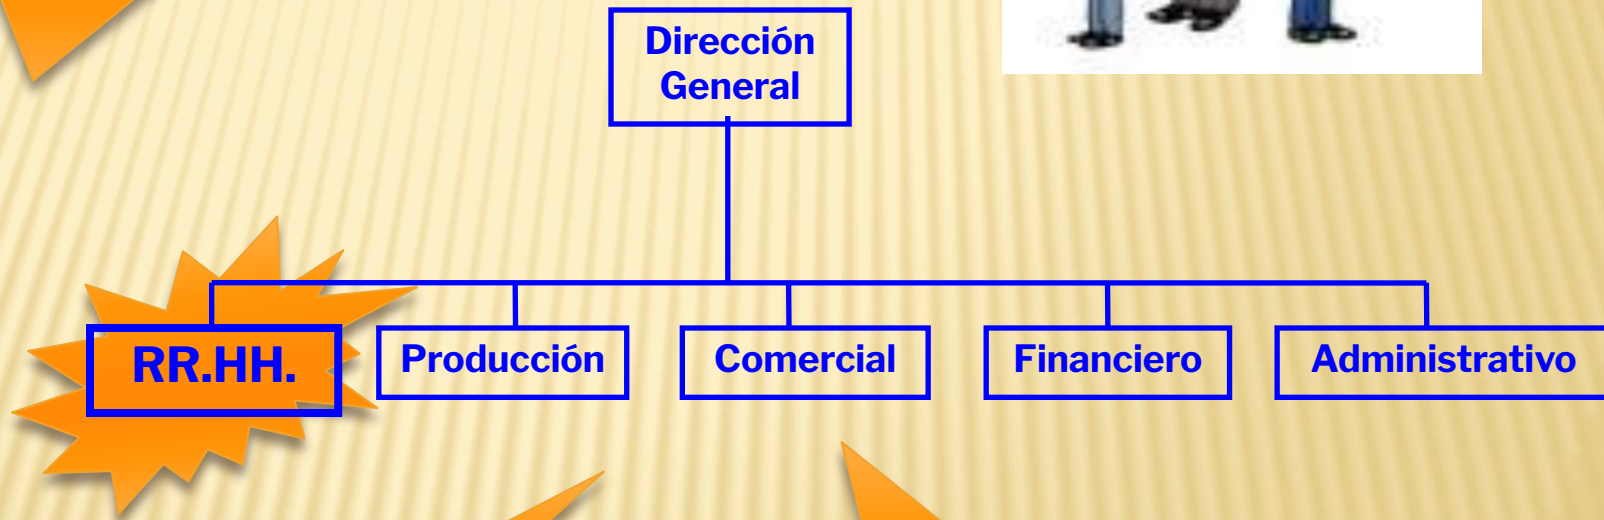 Dirección
General
RR.HH.
Producción
Comercial
Financiero
Administrativo